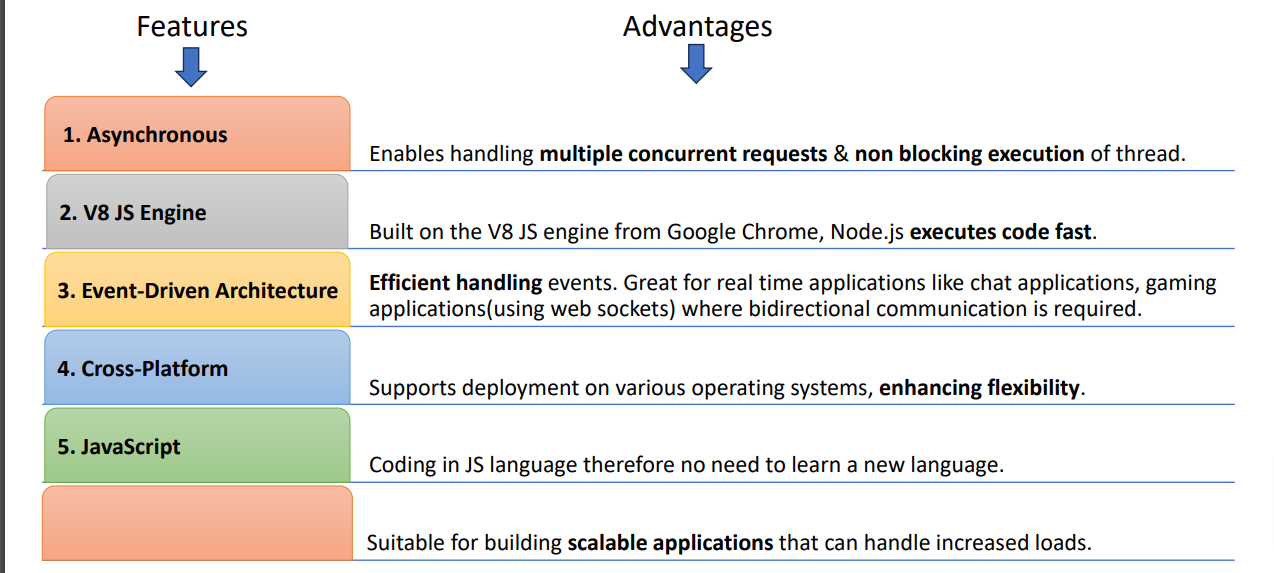 Features
Advantages
1. Asynchronous
Enables handling multiple concurrent requests & non blocking execution of thread.
2. V8 JS Engine
Built on the V8 JS engine from Google Chrome, Node.js executes code fast.
3. Event-Driven Architecture
Efficient handling events. Great for real time applications like chat applications, gaming
applications(using web sockets) where bidirectional communication is required.
4. Cross-Platform
Supports deployment on various operating systems, enhancing flexibility.
5. JavaScript
Coding in JS language therefore no need to learn a new language.
Suitable for building scalable applications that can handle increased loads.